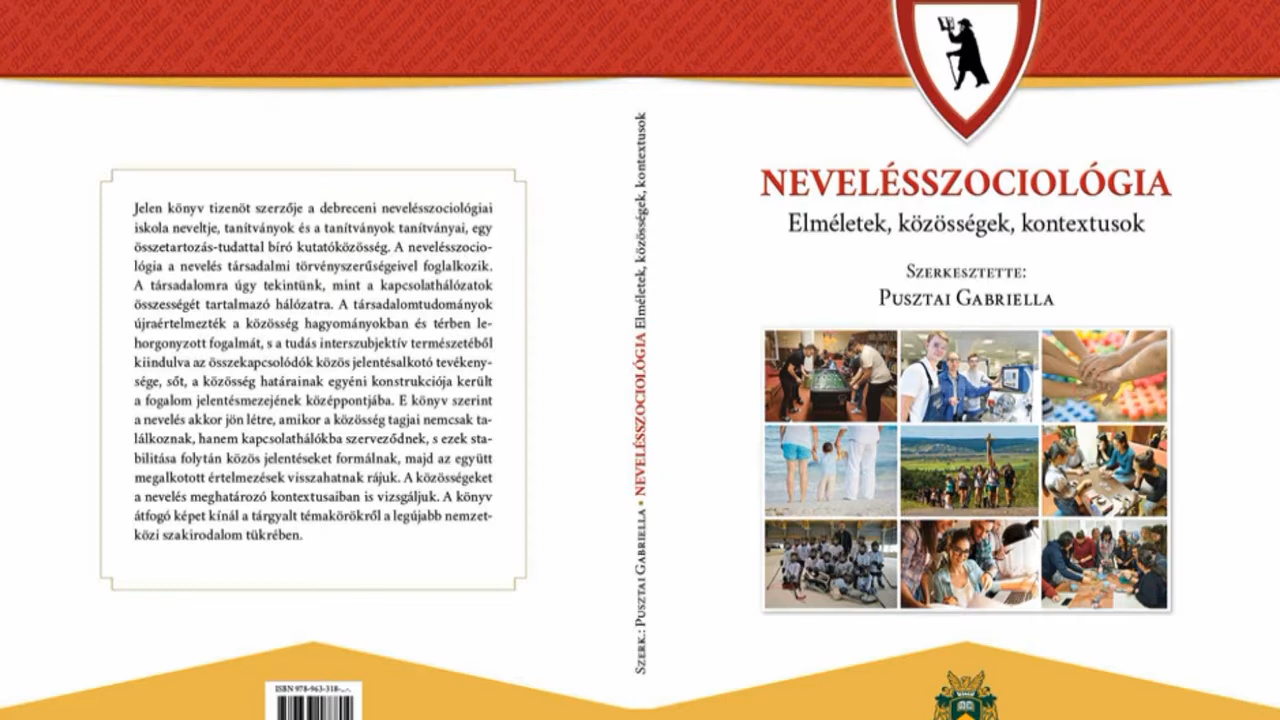 Jelen könyv tizenöt szerzője a debreceni nevelésszociológiai
iskola neveltje, tanítványok és a tanítványok tanítványai, egy
összetartozás-tudattal bíró kutatóközösség. A nevelésszocio-
lógia a nevelés társadalmi törvényszerűségeivel foglalkozik.
A társadalomra úgy tekintünk, mint a kapcsolathálózatok
összességét tartalmazó hálózatra. A társadalomtudományok
újraértelmezték a közösség hagyományokban és térben le-
horgonyzott fogalmát, s a tudás interszubjektív természetéből
kiindulva az összekapcsolódók közös jelentésalkotó tevékeny-
sége, sőt, a közösség határainak egyéni konstrukciója került
a fogalom jelentésmezejének középpontjába. E könyv szerint
a nevelés akkor jön létre, amikor a közösség tagjai nemcsak ta-
lálkoznak, hanem kapcsolathálókba szerveződnek, s ezek sta-
bilitása folytán közös jelentéseket formálnak, majd az együtt
megalkotott értelmezések visszahatnak rájuk. A közösségeket
a nevelés meghatározó kontextusaiban is vizsgáljuk. A könyv
átfogó képet kínál a tárgyalt témakörökről a legújabb nemzet-
közi szakirodalom tükrében.
ISBN 978-963-318-
Szerk.: Pusztai Gabriella • NEVELÉSSZOCIOLÓGIA Elméletek, közösségek, kontextusok
NEVELÉSSZOCIOLÓGIA
Elméletek, közösségek, kontextusok
Szerkesztette:
Pusztai Gabriella